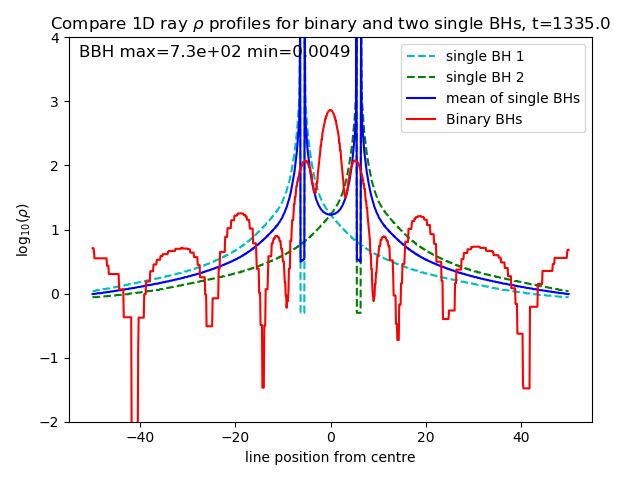 Compare 1D ray ρ profiles for binary and two single BHs, t=1335.0
BBH max=7.3e+02 min=0.0049
single BH 1
single BH 2
mean of single BHs
Binary BHs
4
3
2
1
0
−1
−2
log₁₀(ρ)
−40 −20 0 20 40
line position from centre